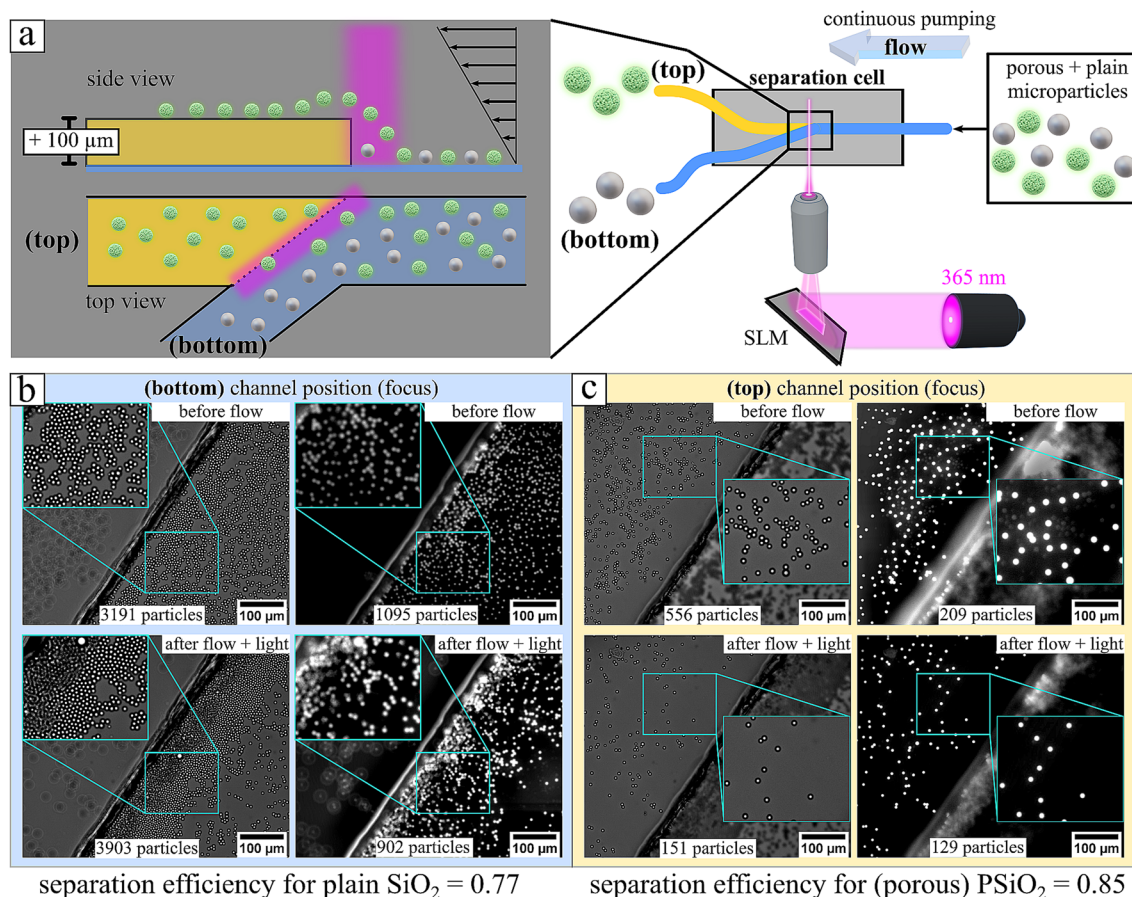 a
side view
+ 100 µm
(top)
top view
(bottom)
continuous pumping
flow
(top)
separation cell
porous + plain
microparticles
(bottom)
365 nm
SLM
b
(bottom) channel position (focus)
before flow
3191 particles
100 µm
before flow
1095 particles
100 µm
after flow + light
3903 particles
100 µm
after flow + light
902 particles
100 µm
separation efficiency for plain SiO₂ = 0.77
c
(top) channel position (focus)
before flow
556 particles
100 µm
before flow
209 particles
100 µm
after flow + light
151 particles
100 µm
after flow + light
129 particles
100 µm
separation efficiency for (porous) PSiO₂ = 0.85